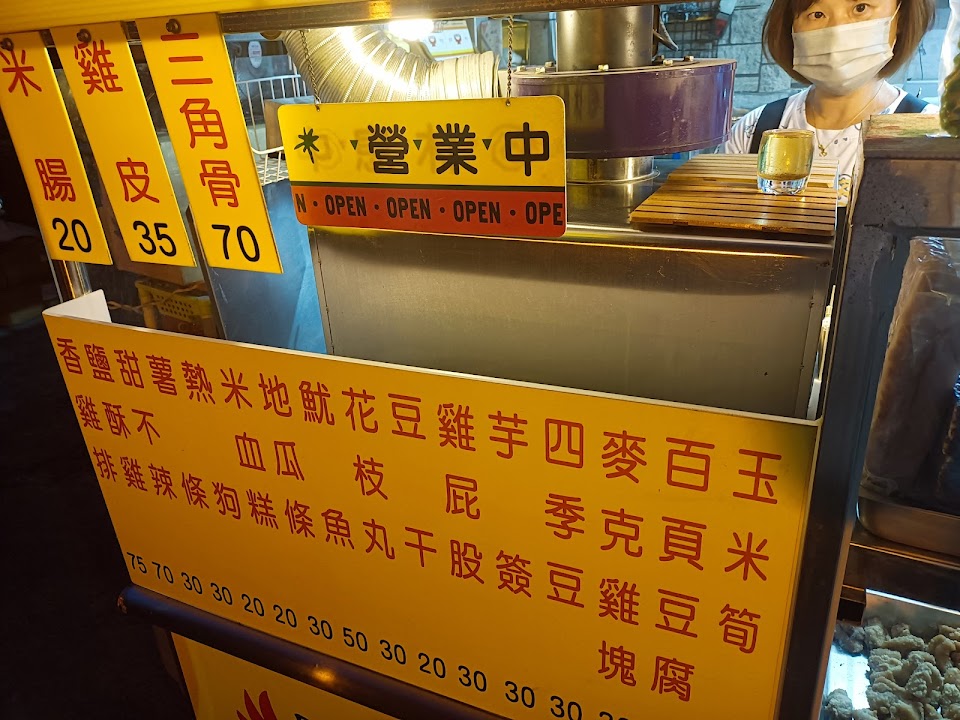 米腸
20
雞皮
35
三角骨
70
營業中
N · OPEN · OPEN · OPEN · OPE
香雞排
鹽酥雞
甜不辣
薯條
熱狗
米血糕
地瓜條
魷魚
花枝丸
豆干
雞屁股
芋簽
四季豆
麥克雞塊
百頁豆腐
玉米筍
75 70 30 30 20 20 30 50 30 20 30 30 30